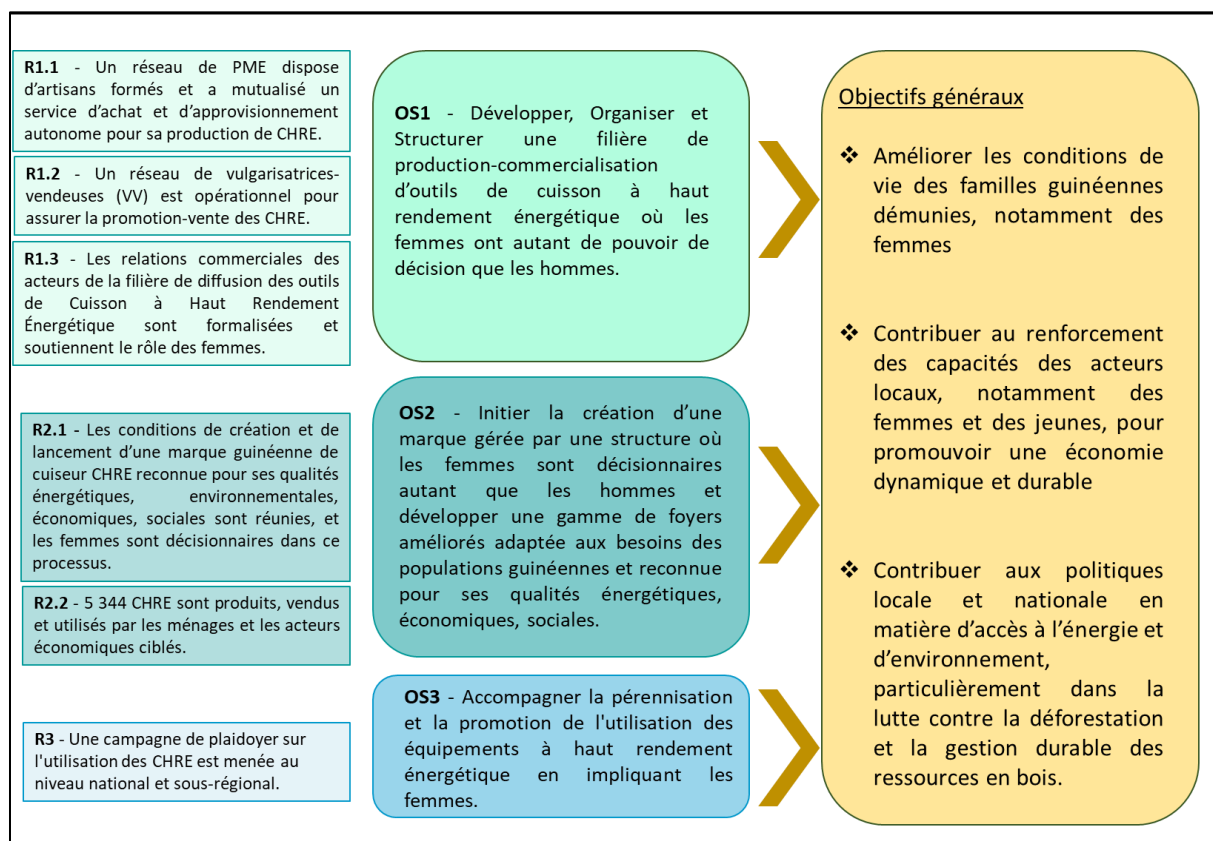 R1.1 - Un réseau de PME dispose
d’artisans formés et a mutualisé un
service d’achat et d’approvisionnement
autonome pour sa production de CHRE.
R1.2 - Un réseau de vulgarisatrices-
vendeuses (VV) est opérationnel pour
assurer la promotion-vente des CHRE.
R1.3 - Les relations commerciales des
acteurs de la filière de diffusion des outils
de Cuisson à Haut Rendement
Énergétique sont formalisées et
soutiennent le rôle des femmes.
R2.1 - Les conditions de création et de
lancement d’une marque guinéenne de
cuiseur CHRE reconnue pour ses qualités
énergétiques, environnementales,
économiques, sociales sont réunies, et
les femmes sont décisionnaires dans ce
processus.
R2.2 - 5 344 CHRE sont produits, vendus
et utilisés par les ménages et les acteurs
économiques ciblés.
R3 - Une campagne de plaidoyer sur
l'utilisation des CHRE est menée au
niveau national et sous-régional.
OS1 - Développer, Organiser et
Structurer une filière de
production-commercialisation
d’outils de cuisson à haut
rendement énergétique où les
femmes ont autant de pouvoir de
décision que les hommes.
OS2 - Initier la création d’une
marque gérée par une structure où
les femmes sont décisionnaires
autant que les hommes et
développer une gamme de foyers
améliorés adaptée aux besoins des
populations guinéennes et reconnue
pour ses qualités énergétiques,
économiques, sociales.
OS3 - Accompagner la pérennisation
et la promotion de l'utilisation des
équipements à haut rendement
énergétique en impliquant les
femmes.
Objectifs généraux
❖ Améliorer les conditions de
vie des familles guinéennes
démunies, notamment des
femmes
❖ Contribuer au renforcement
des capacités des acteurs
locaux, notamment des
femmes et des jeunes, pour
promouvoir une économie
dynamique et durable
❖ Contribuer aux politiques
locale et nationale en
matière d’accès à l’énergie et
d’environnement,
particulièrement dans la
lutte contre la déforestation
et la gestion durable des
ressources en bois.